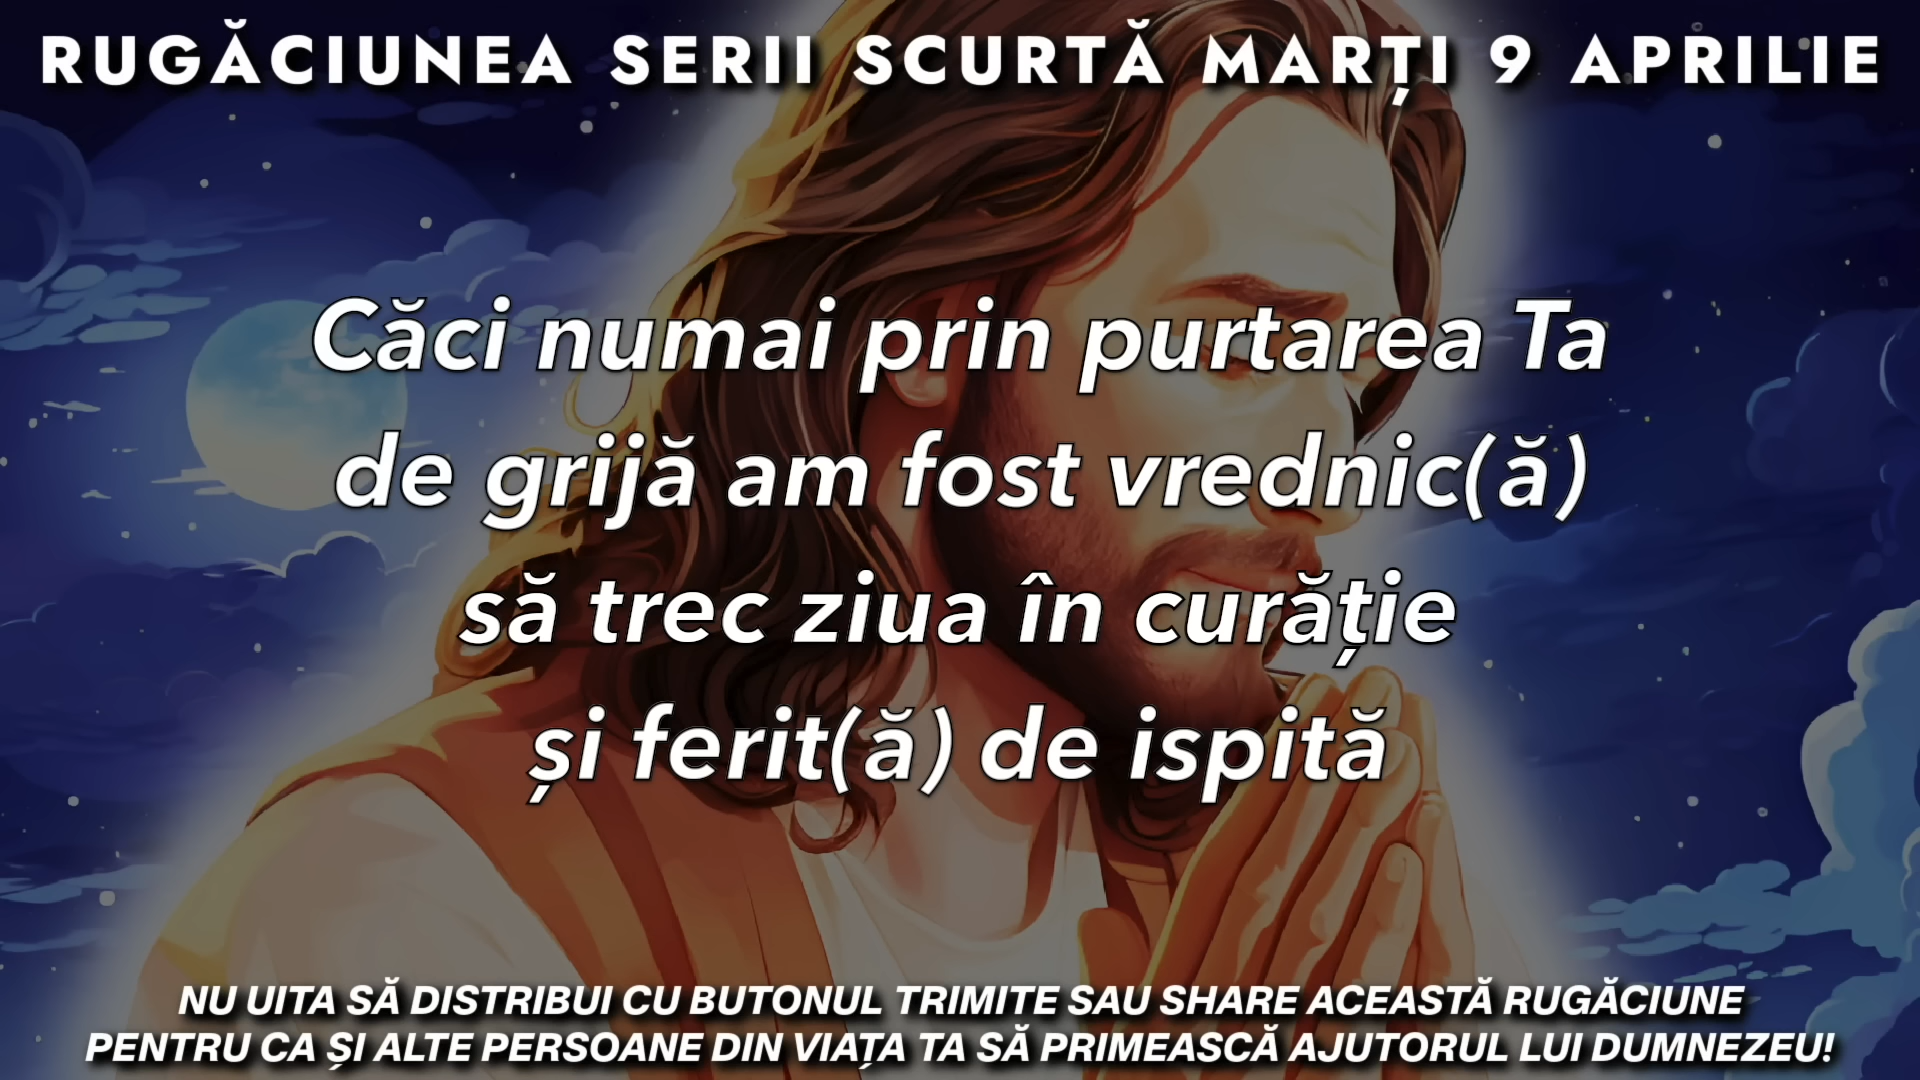 RUGĂCIUNEA SERII SCURTĂ MARȚI 9 APRILIE
Căci numai prin purtarea Ta
de grijă am fost vrednic(ă)
să trec ziua în curăție
și ferit(ă) de ispită
NU UITA SĂ DISTRIBUI CU BUTONUL TRIMITE SAU SHARE ACEASTĂ RUGĂCIUNE
PENTRU CA ȘI ALTE PERSOANE DIN VIAȚA TA SĂ PRIMEASCĂ AJUTORUL LUI DUMNEZEU!